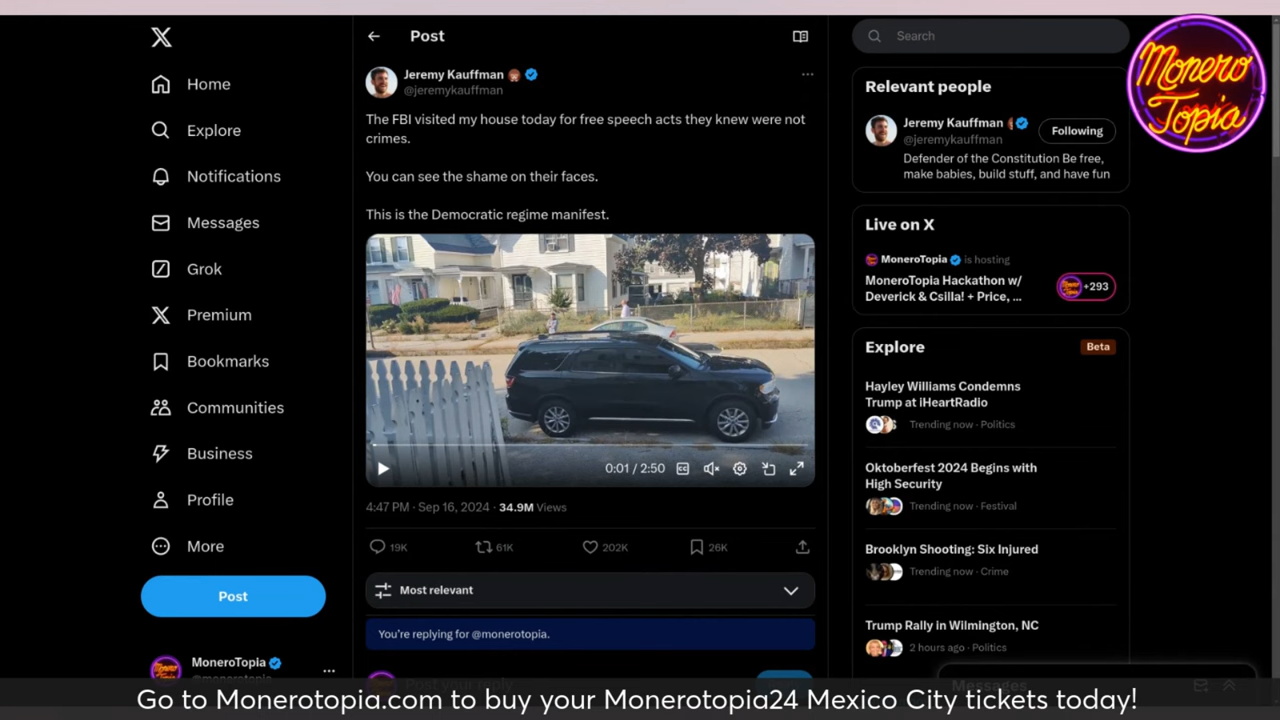 Post
Search
Monero
Topia
Jeremy Kauffman
@jeremykauffman
Home
Explore
Notifications
Messages
Grok
Premium
Bookmarks
Communities
Business
Profile
More
Post
MoneroTopia
The FBI visited my house today for free speech acts they knew were not
crimes.
You can see the shame on their faces.
This is the Democratic regime manifest.
0:01 / 2:50
CC
4:47 PM · Sep 16, 2024 · 34.9M Views
19K
61K
202K
26K
Most relevant
You're replying for @monerotopia.
Post your reply
Relevant people
Jeremy Kauffman
@jeremykauffman
Following
Defender of the Constitution Be free,
make babies, build stuff, and have fun
Live on X
MoneroTopia is hosting
MoneroTopia Hackathon w/
Deverick & Csilla! + Price, ...
+293
Explore
Beta
Hayley Williams Condemns
Trump at iHeartRadio
Trending now · Politics
Oktoberfest 2024 Begins with
High Security
Trending now · Festival
Brooklyn Shooting: Six Injured
Trending now · Crime
Trump Rally in Wilmington, NC
2 hours ago · Politics
Messages
Go to Monerotopia.com to buy your Monerotopia24 Mexico City tickets today!